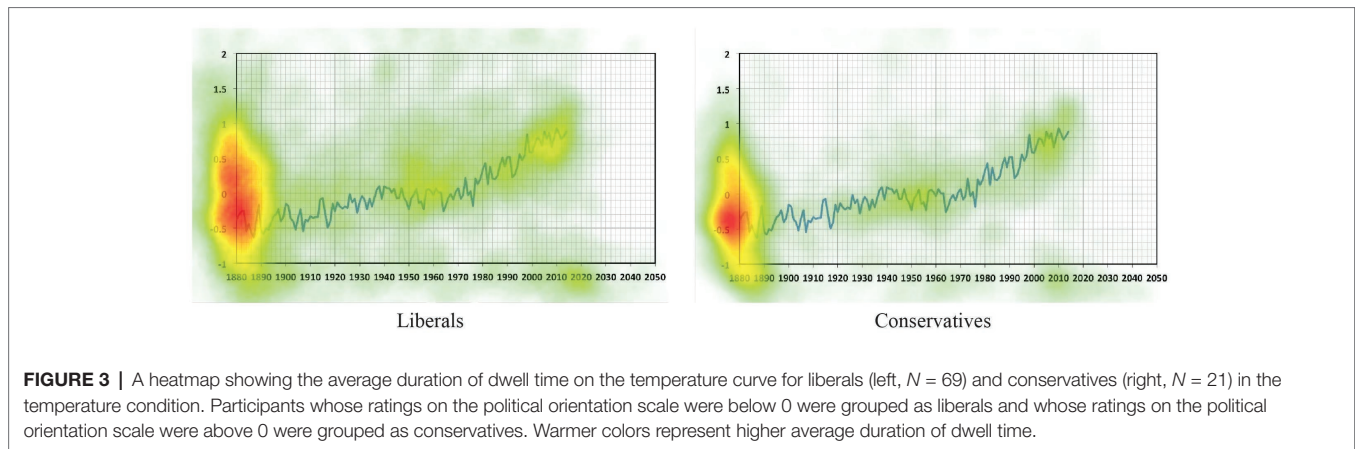 2
2
1.5
1.5
1
1
0.5
0.5
0
0
-0.5
-0.5
-1
-1
1880 1890 1900 1910 1920 1930 1940 1950 1960 1970 1980 1990 2000 2010 2020 2030 2040 2050
1880 1890 1900 1910 1920 1930 1940 1950 1960 1970 1980 1990 2000 2010 2020 2030 2040 2050
Liberals
Conservatives
FIGURE 3 | A heatmap showing the average duration of dwell time on the temperature curve for liberals (left, N = 69) and conservatives (right, N = 21) in the
temperature condition. Participants whose ratings on the political orientation scale were below 0 were grouped as liberals and whose ratings on the political
orientation scale were above 0 were grouped as conservatives. Warmer colors represent higher average duration of dwell time.